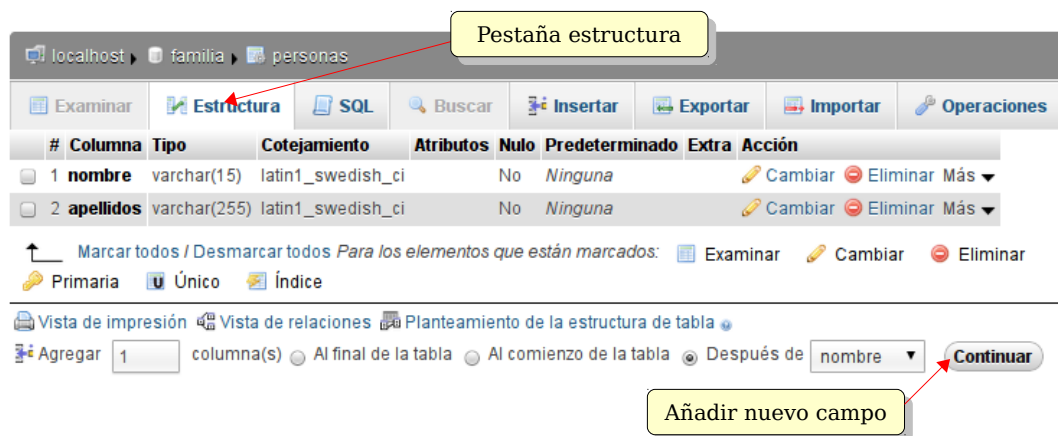 Pestaña estructura
localhost familia personas
Examinar Estructura SQL Buscar Insertar Exportar Importar Operaciones
# Columna Tipo Cotejamiento Atributos Nulo Predeterminado Extra Acción
1 nombre varchar(15) latin1_swedish_ci No Ninguna Cambiar Eliminar Más
2 apellidos varchar(255) latin1_swedish_ci No Ninguna Cambiar Eliminar Más
Marcar todos / Desmarcar todos Para los elementos que están marcados: Examinar Cambiar Eliminar
Primaria U Único Índice
Vista de impresión Vista de relaciones Planteamiento de la estructura de tabla
Agregar 1 columna(s) Al final de la tabla Al comienzo de la tabla Después de nombre Continuar
Añadir nuevo campo